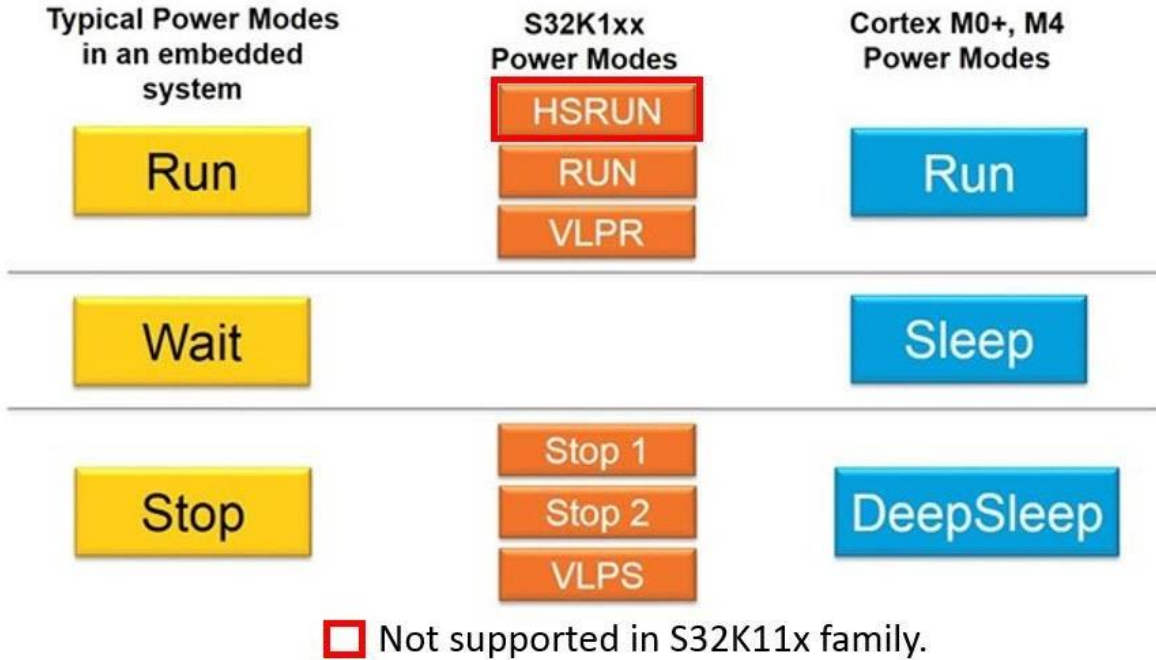 Typical Power Modes
in an embedded
system
S32K1xx
Power Modes
Cortex M0+, M4
Power Modes
Run
HSRUN
RUN
VLPR
Run
Wait
Sleep
Stop
Stop 1
Stop 2
VLPS
DeepSleep
Not supported in S32K11x family.